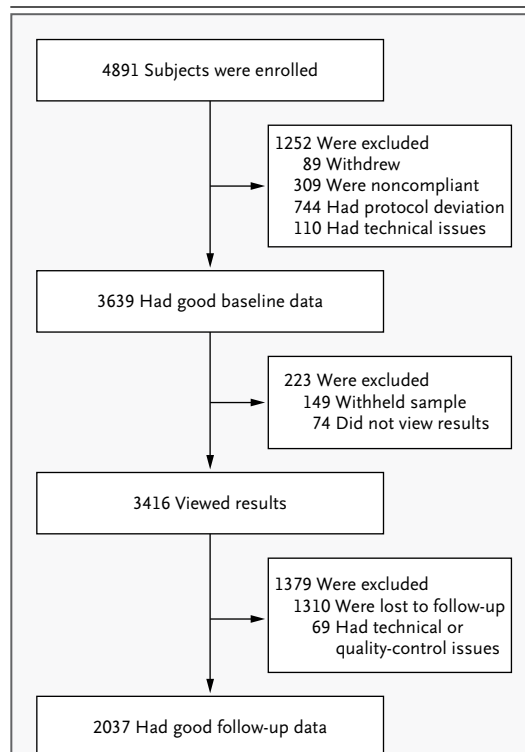 4891 Subjects were enrolled
1252 Were excluded
89 Withdrew
309 Were noncompliant
744 Had protocol deviation
110 Had technical issues
3639 Had good baseline data
223 Were excluded
149 Withheld sample
74 Did not view results
3416 Viewed results
1379 Were excluded
1310 Were lost to follow-up
69 Had technical or
quality-control issues
2037 Had good follow-up data